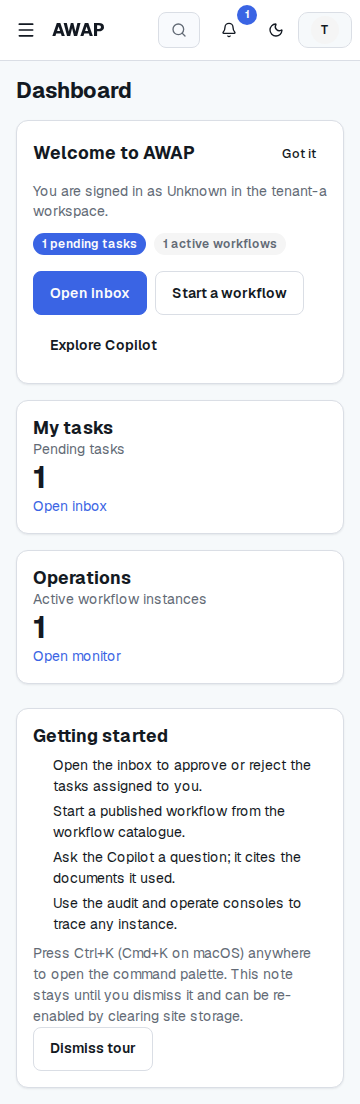 AWAP
1
T
Dashboard
Welcome to AWAP
Got it
You are signed in as Unknown in the tenant-a
workspace.
1 pending tasks
1 active workflows
Open inbox
Start a workflow
Explore Copilot
My tasks
Pending tasks
1
Open inbox
Operations
Active workflow instances
1
Open monitor
Getting started
Open the inbox to approve or reject the
tasks assigned to you.
Start a published workflow from the
workflow catalogue.
Ask the Copilot a question; it cites the
documents it used.
Use the audit and operate consoles to
trace any instance.
Press Ctrl+K (Cmd+K on macOS) anywhere
to open the command palette. This note
stays until you dismiss it and can be re-
enabled by clearing site storage.
Dismiss tour